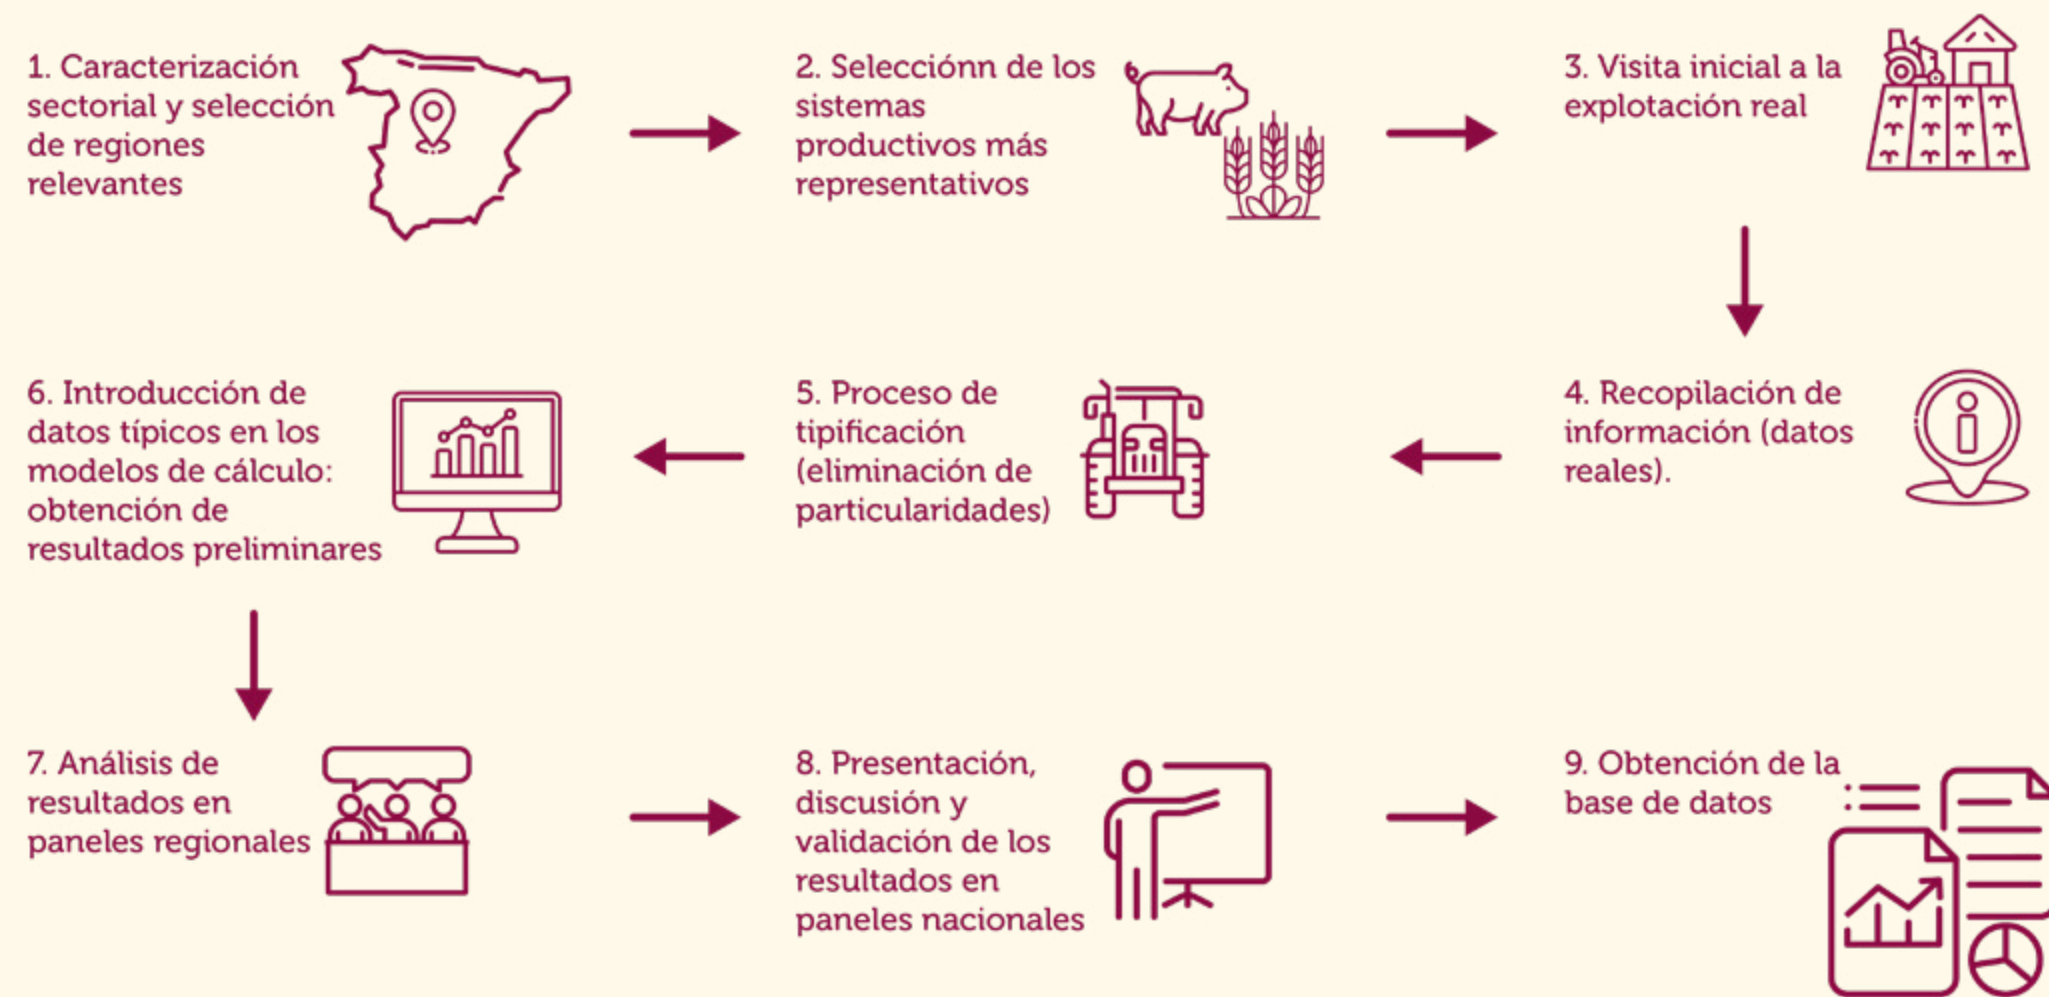 1. Caracterización
sectorial y selección
de regiones
relevantes
2. Selecciónn de los
sistemas
productivos más
representativos
3. Visita inicial a la
explotación real
4. Recopilación de
información (datos
reales).
5. Proceso de
tipificación
(eliminación de
particularidades)
6. Introducción de
datos típicos en los
modelos de cálculo:
obtención de
resultados preliminares
7. Análisis de
resultados en
paneles regionales
8. Presentación,
discusión y
validación de los
resultados en
paneles nacionales
9. Obtención de la
base de datos